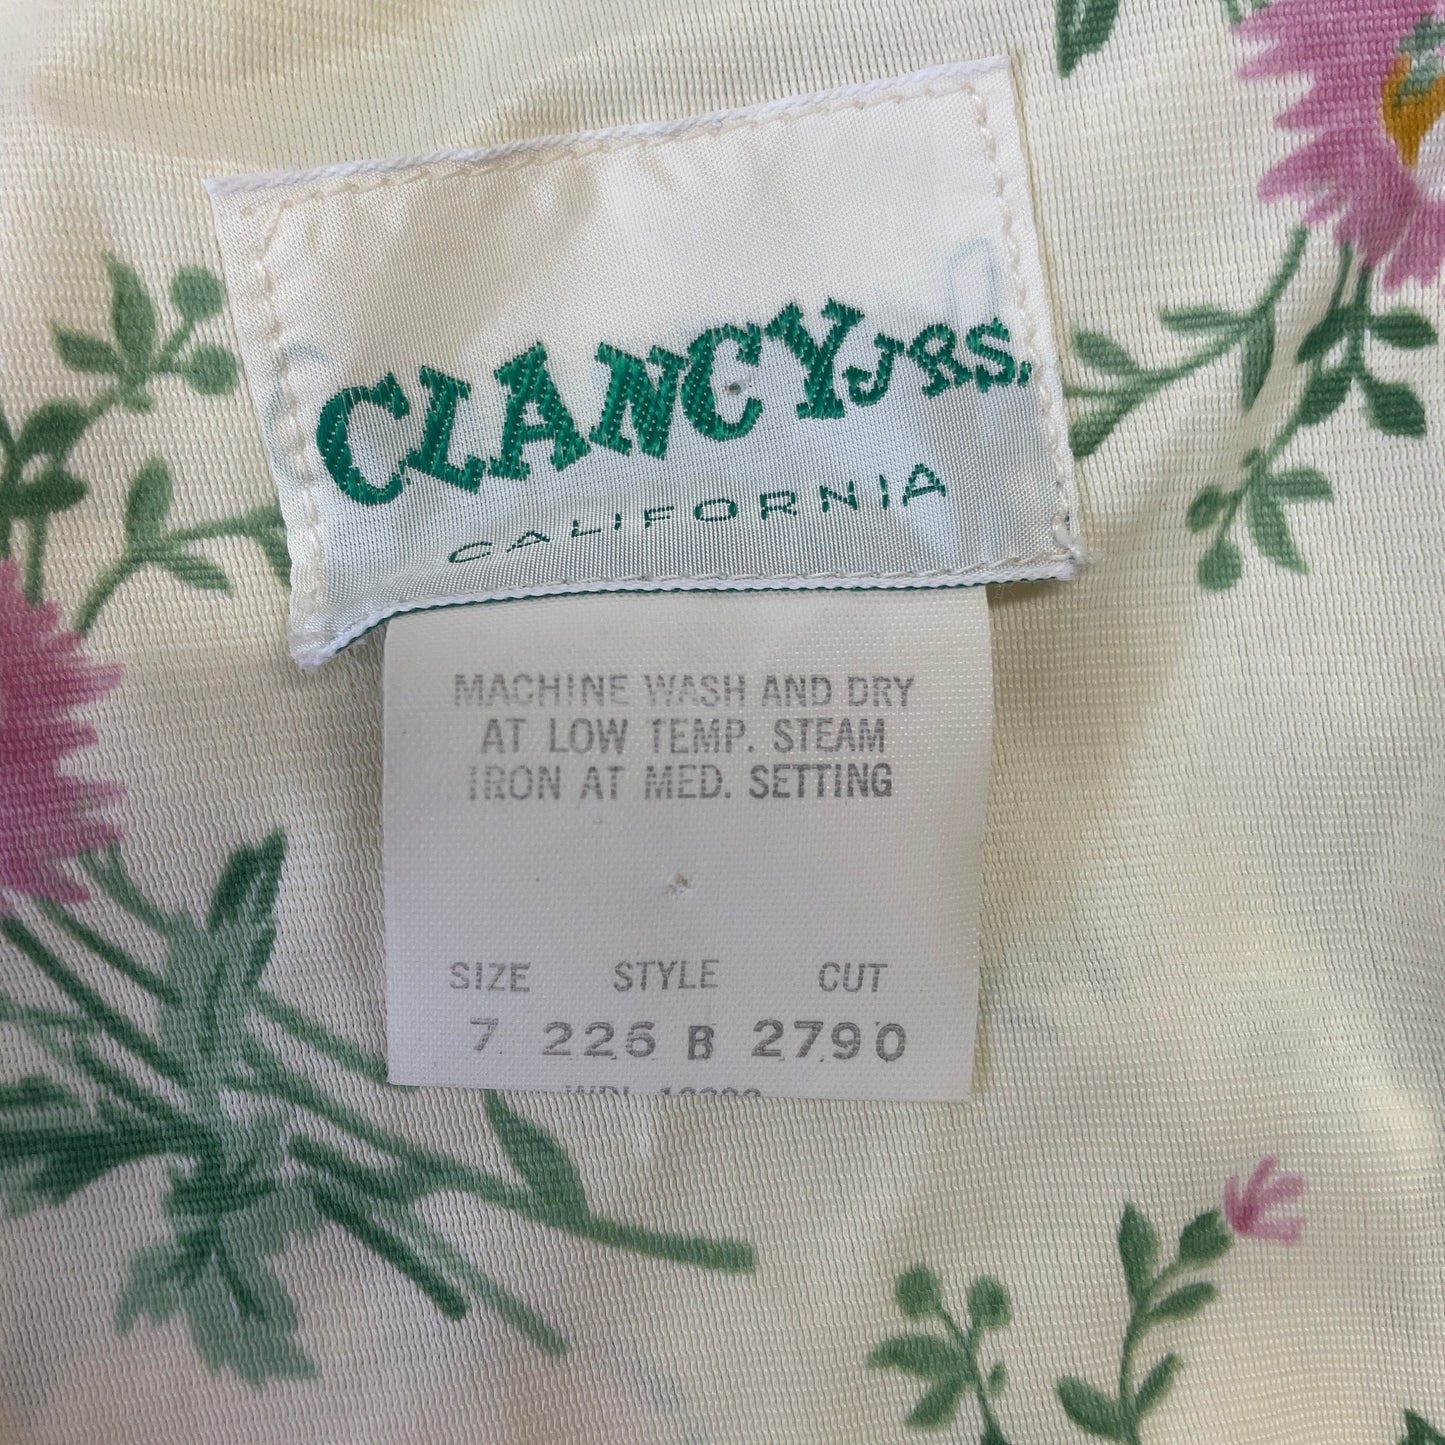 CLANCY JRS.
CALIFORNIA
MACHINE WASH AND DRY
AT LOW TEMP. STEAM
IRON AT MED. SETTING
SIZE STYLE CUT
7 226 B 2790